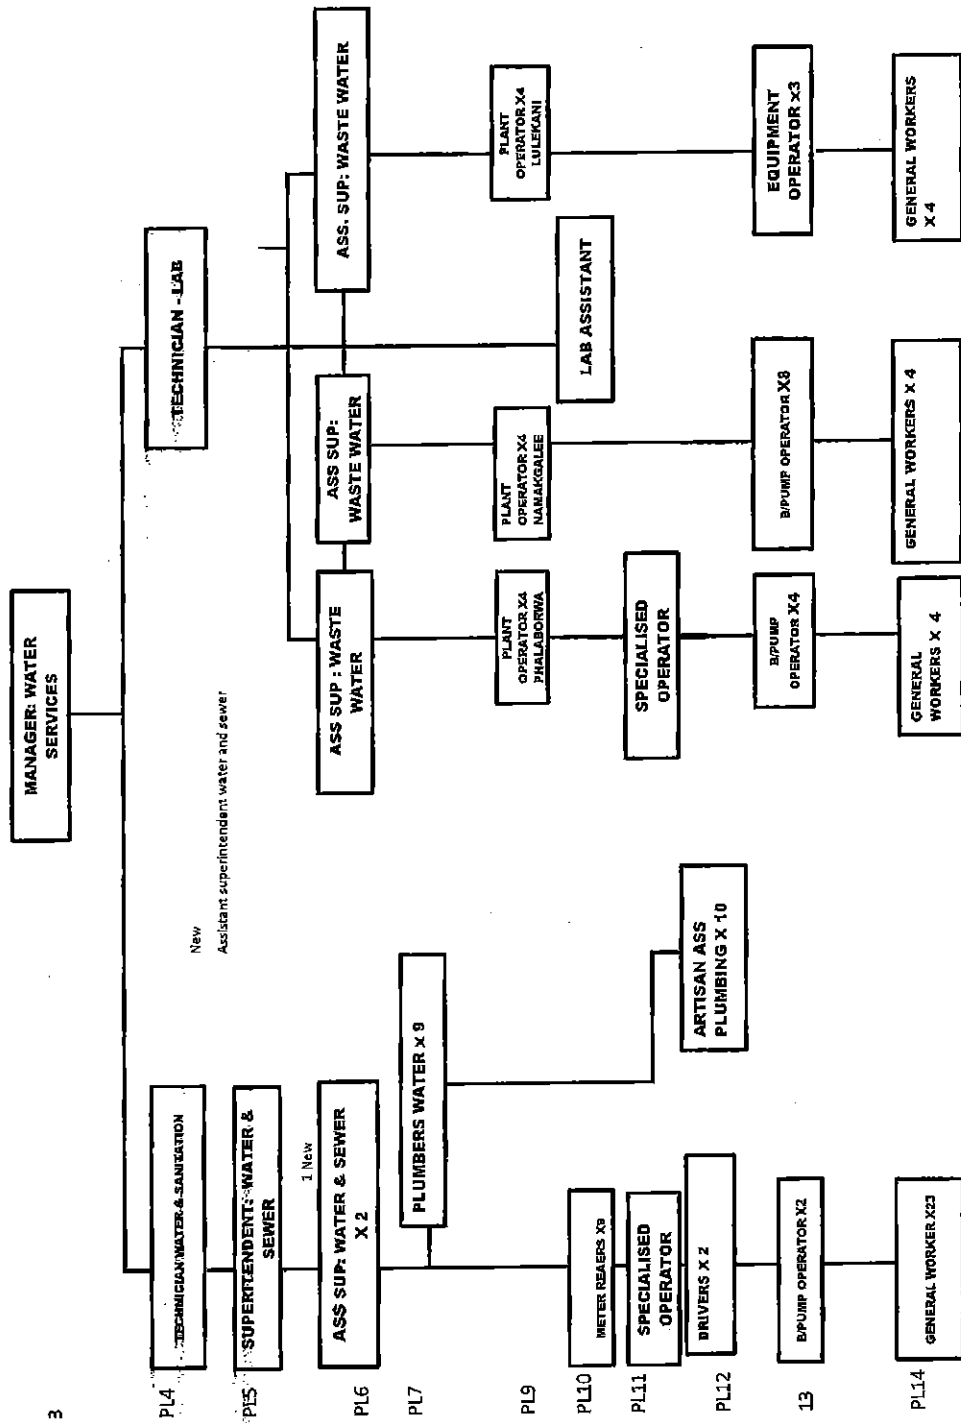 3
MANAGER: WATER
SERVICES
PL4
TECHNICIAN WATER & SANITATION
New
Assistant superintendent water and sewer
TECHNICIAN - LAB
PL5
SUPERTENDENT: WATER &
SEWER
1 New
PL6
ASS SUP: WATER & SEWER
X 2
ASS SUP : WASTE
WATER
ASS SUP:
WASTE WATER
ASS. SUP: WASTE WATER
PL7
PLUMBERS WATER x 9
PL9
PLANT
OPERATOR X4
PHALABORWA
PLANT
OPERATOR X4
NAMAKGALEE
PLANT
OPERATOR X4
LULEKANI
LAB ASSISTANT
PL10
METER REAERS X9
PL11
SPECIALISED
OPERATOR
SPECIALISED
OPERATOR
PL12
DRIVERS X 2
ARTISAN ASS
PLUMBING X 10
13
B/PUMP OPERATOR X2
B/PUMP
OPERATOR X4
B/PUMP OPERATOR X8
EQUIPMENT
OPERATOR x3
PL14
GENERAL WORKER X23
GENERAL
WORKERS X 4
GENERAL WORKERS X 4
GENERAL WORKERS
X 4